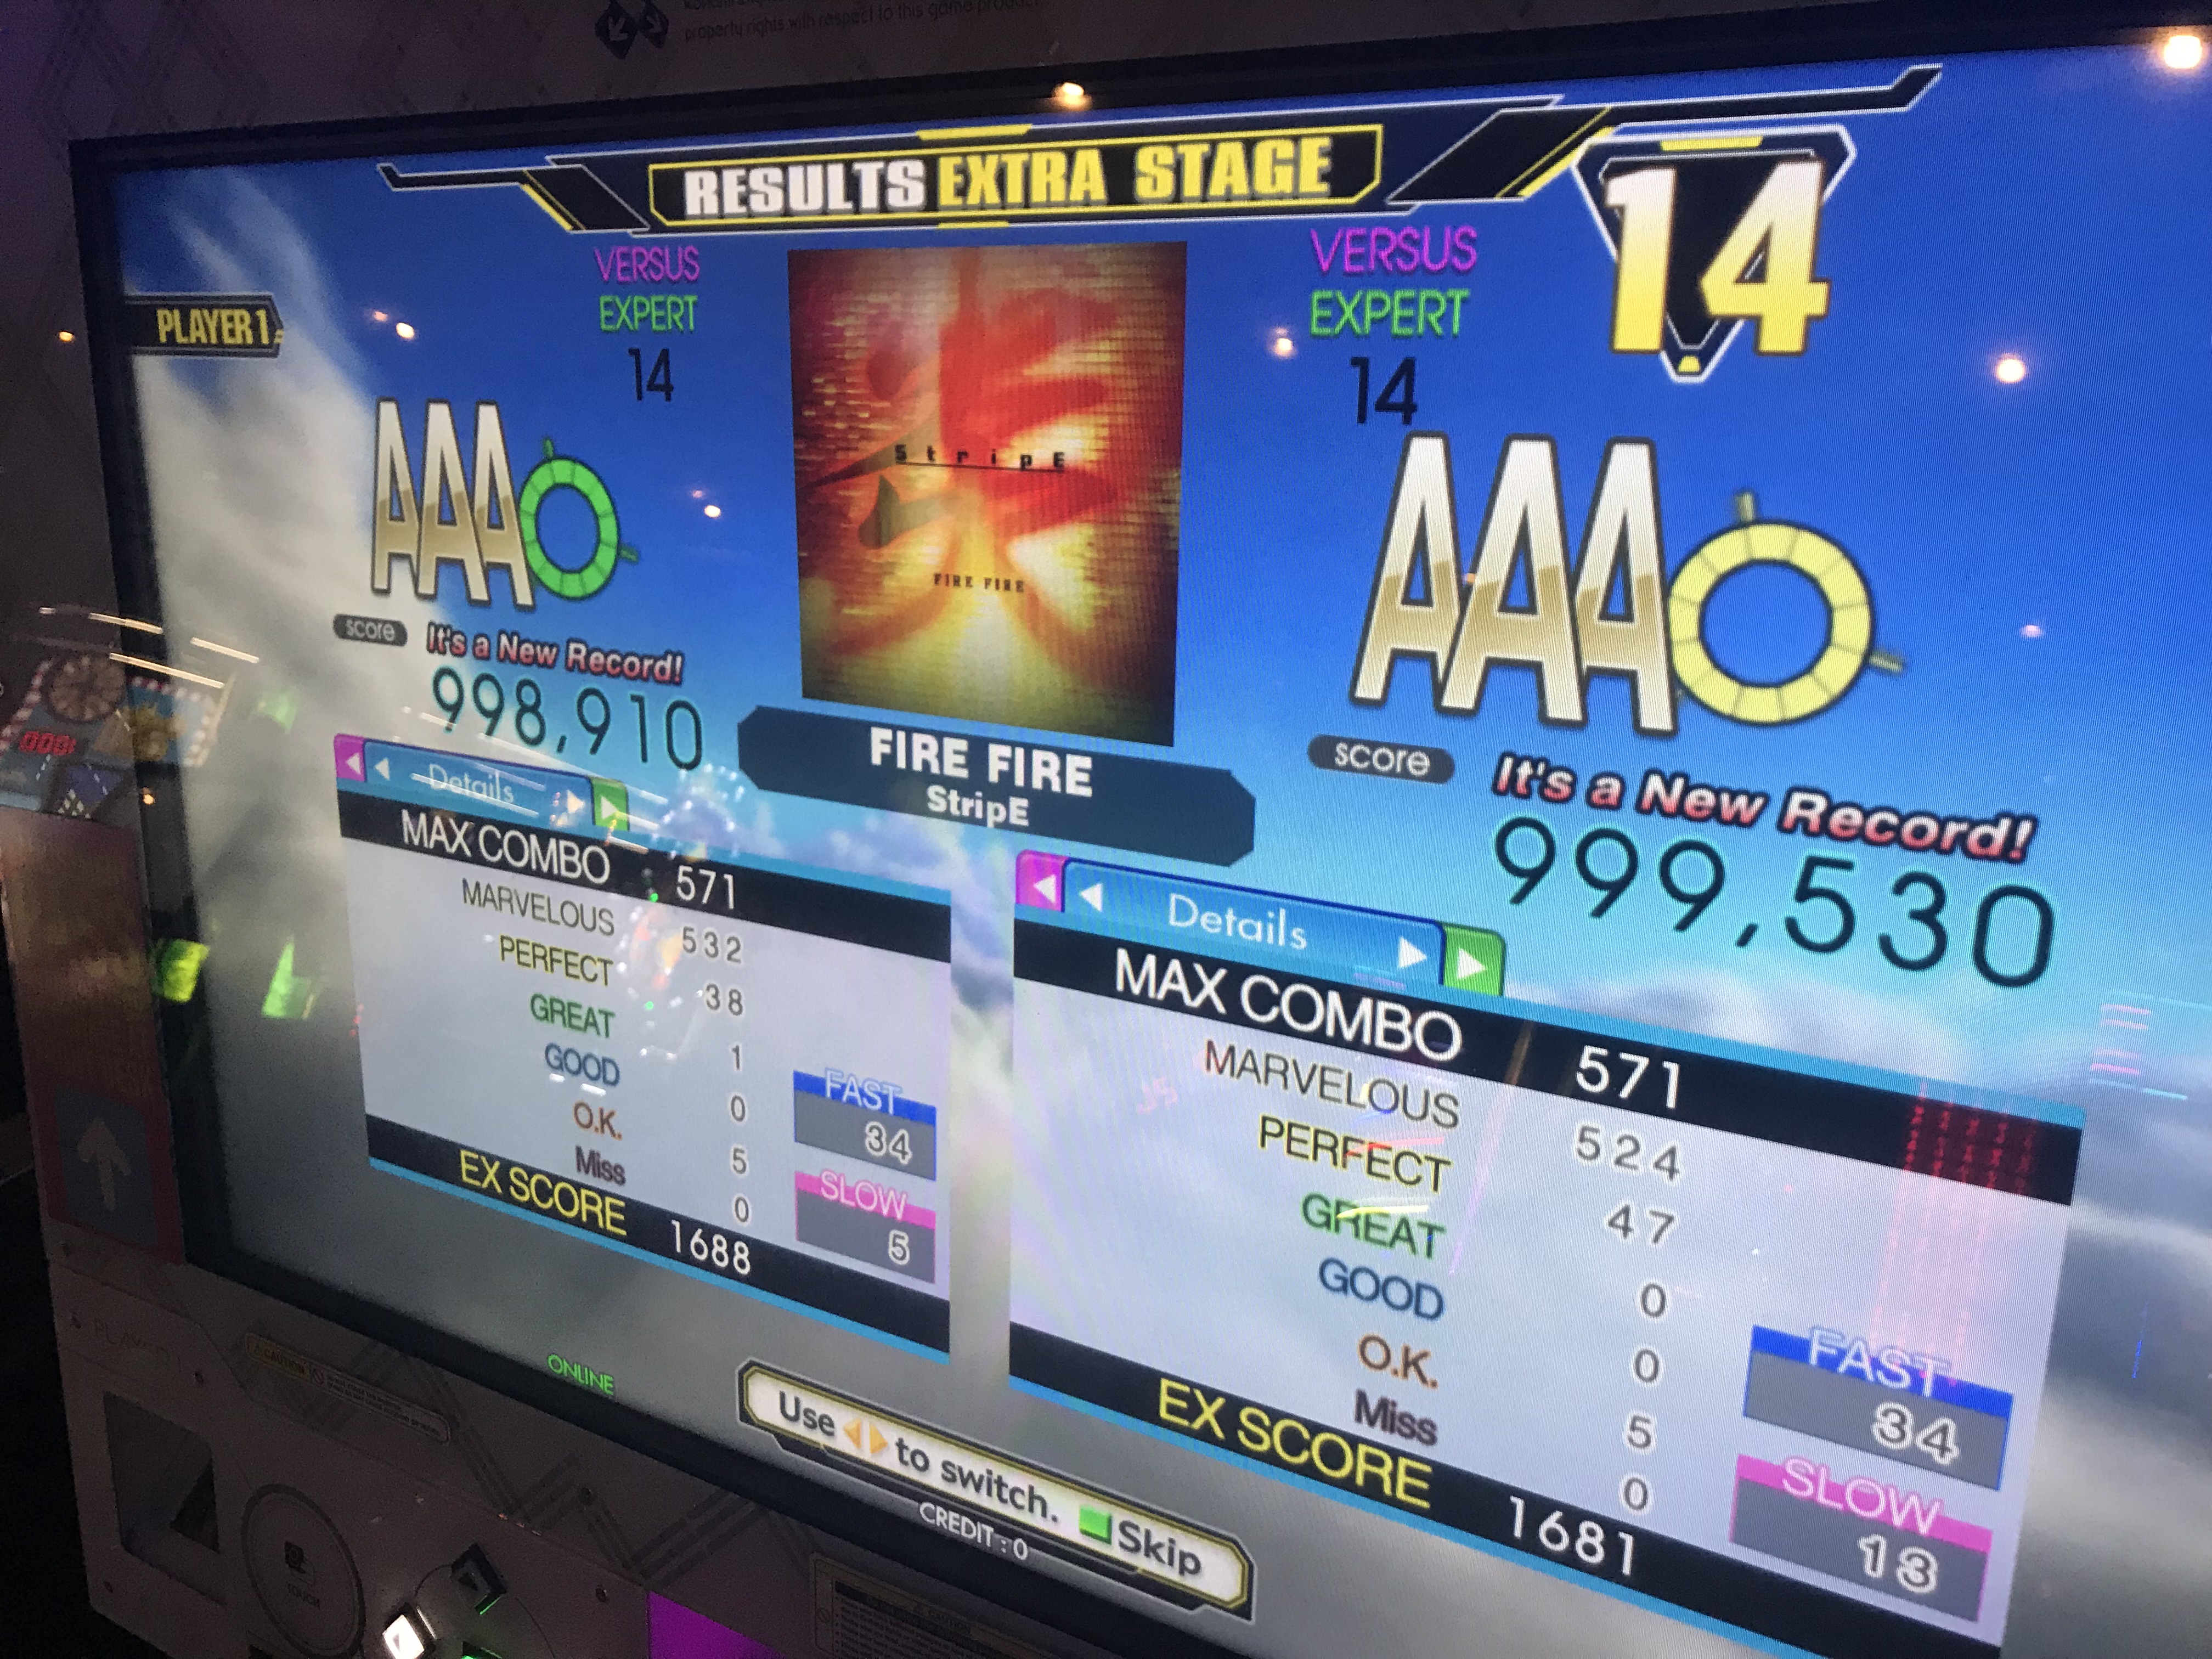 property rights with respect to this game product
RESULTS EXTRA STAGE
14
PLAYER 1
VERSUS
EXPERT
14
AAA
score
It's a New Record!
998,910
StripE
FIRE FIRE
FIRE FIRE
StripE
VERSUS
EXPERT
14
AAA
score
It's a New Record!
999,530
Details
MAX COMBO 571
MARVELOUS 532
PERFECT 38
GREAT 1
GOOD 0
O.K. 5
Miss 0
EX SCORE 1688
FAST
34
SLOW
5
Details
MAX COMBO 571
MARVELOUS 524
PERFECT 47
GREAT 0
GOOD 0
O.K. 5
Miss 0
EX SCORE 1681
FAST
34
SLOW
13
ONLINE
Use to switch. Skip
CREDIT : 0
CAUTION
TOUCH